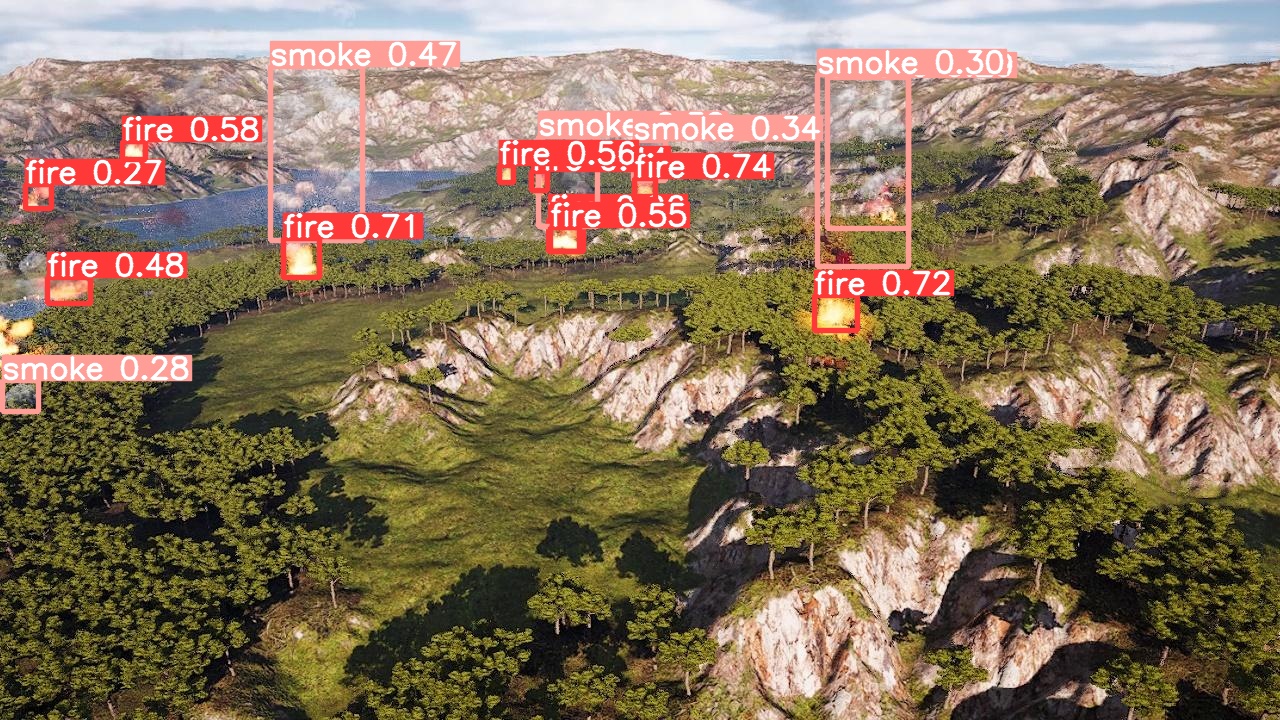 smoke 0.47
smoke 0.30
fire 0.58
smoke
smoke 0.34
fire 0.56
fire 0.74
fire 0.27
fire 0.55
fire 0.71
fire 0.48
fire 0.72
smoke 0.28